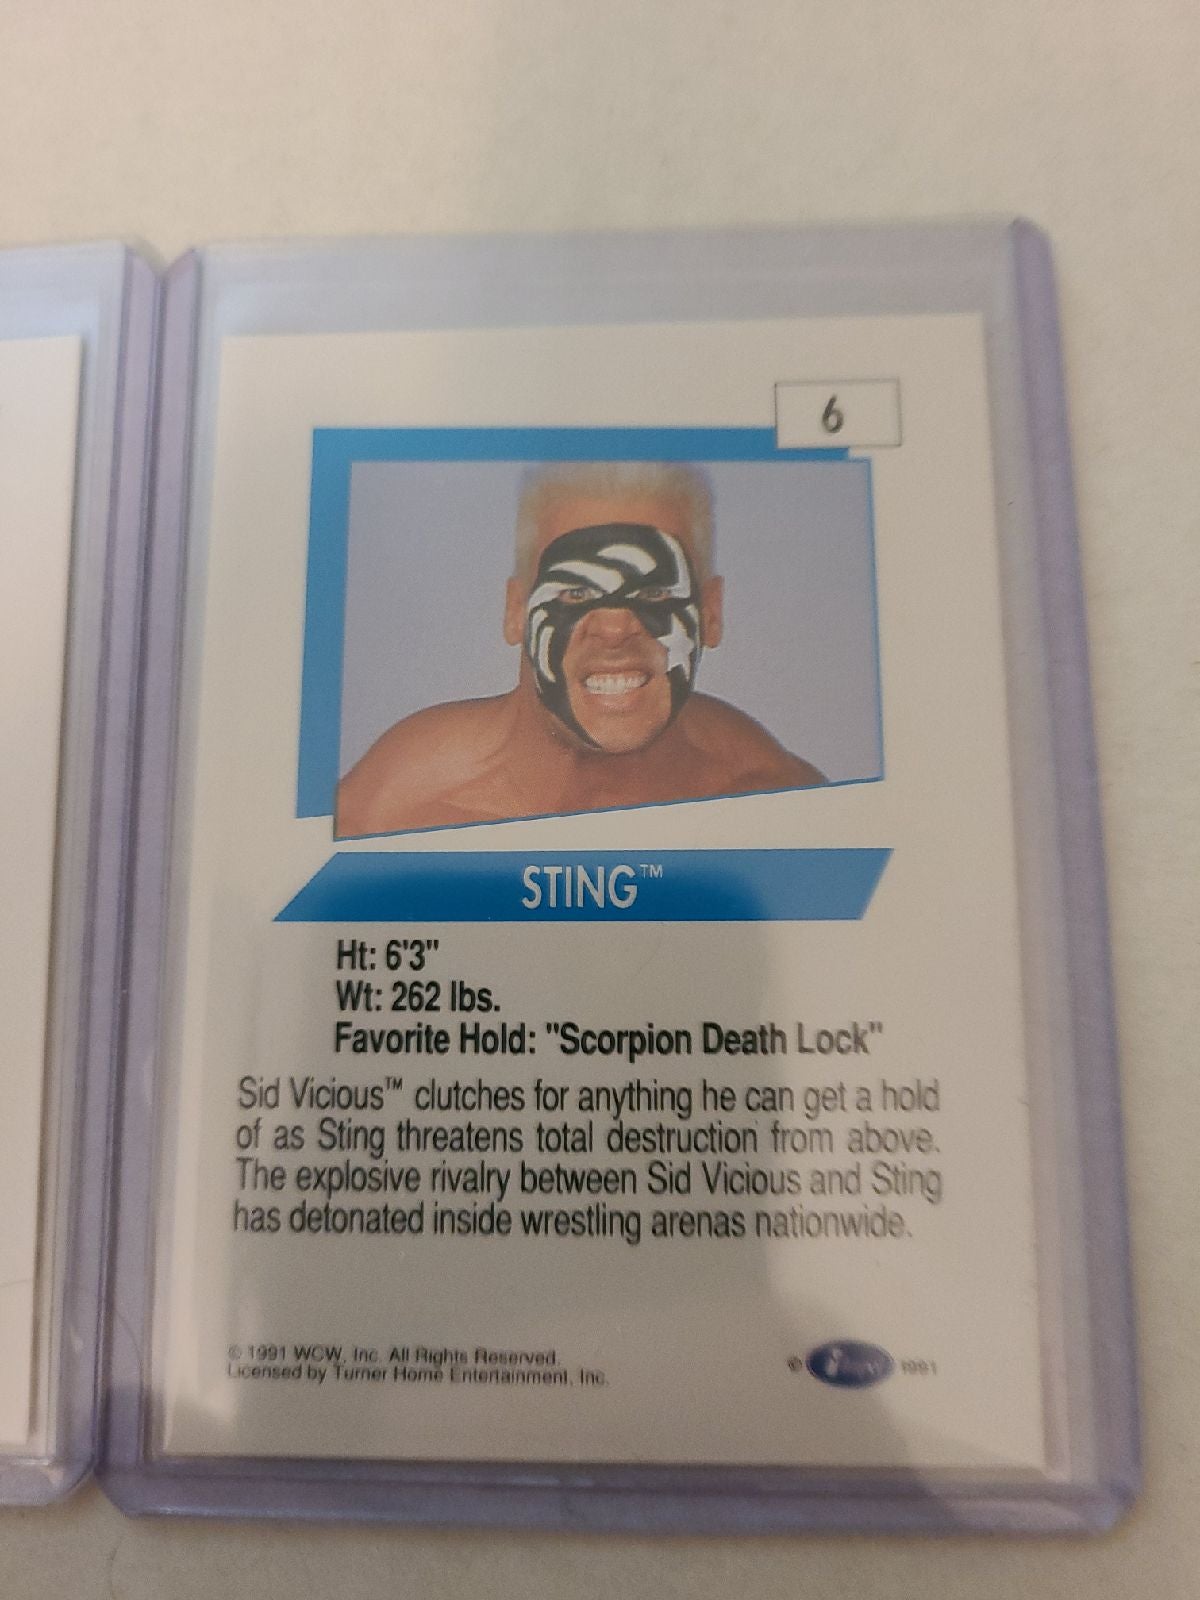 6
STING™
Ht: 6'3"
Wt: 262 lbs.
Favorite Hold: "Scorpion Death Lock"
Sid Vicious™ clutches for anything he can get a hold
of as Sting threatens total destruction from above.
The explosive rivalry between Sid Vicious and Sting
has detonated inside wrestling arenas nationwide.
© 1991 WCW, Inc. All Rights Reserved.
Licensed by Turner Home Entertainment, Inc.
© 1991